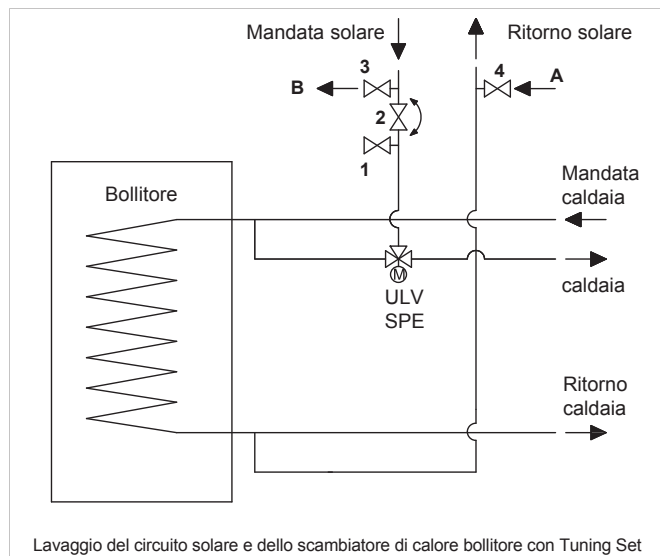 Mandata solare
Ritorno solare
3
4
B
A
2
1
Bollitore
Mandata
caldaia
M
caldaia
ULV
SPE
Ritorno
caldaia
Lavaggio del circuito solare e dello scambiatore di calore bollitore con Tuning Set